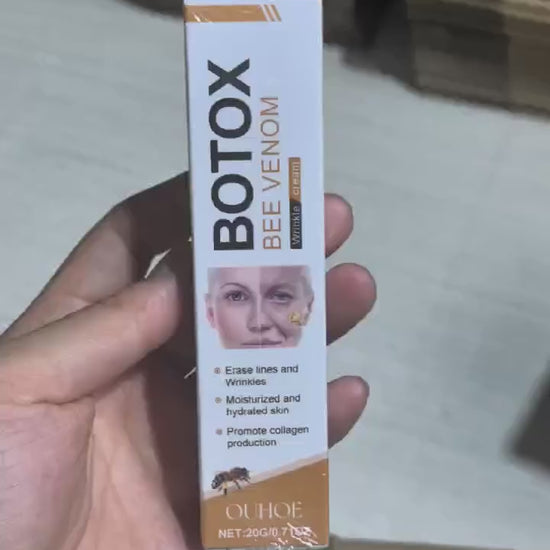 BOTOX
BEE VENOM
Wrinkle cream
Erase lines and
Wrinkles
Moisturized and
hydrated skin
Promote collagen
production
OUHOE